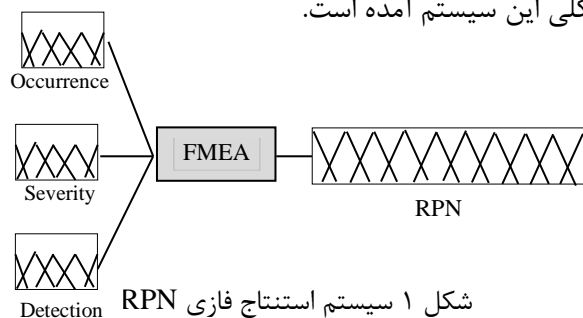 کلی این سیستم آمده است.
Occurrence
FMEA
Severity
RPN
Detection
شکل ۱ سیستم استنتاج فازی RPN